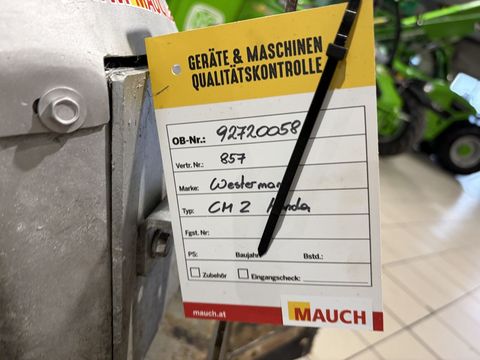 MAUCH
GERÄTE & MASCHINEN
QUALITÄTSKONTROLLE
OB-Nr.: 92720058
Vertr. Nr.: 857
Marke: Westerman
Typ: CM 2 Honda
Fgst. Nr:
PS: Baujahr: Bstd.:
Zubehör Eingangscheck:
mauch.at MAUCH